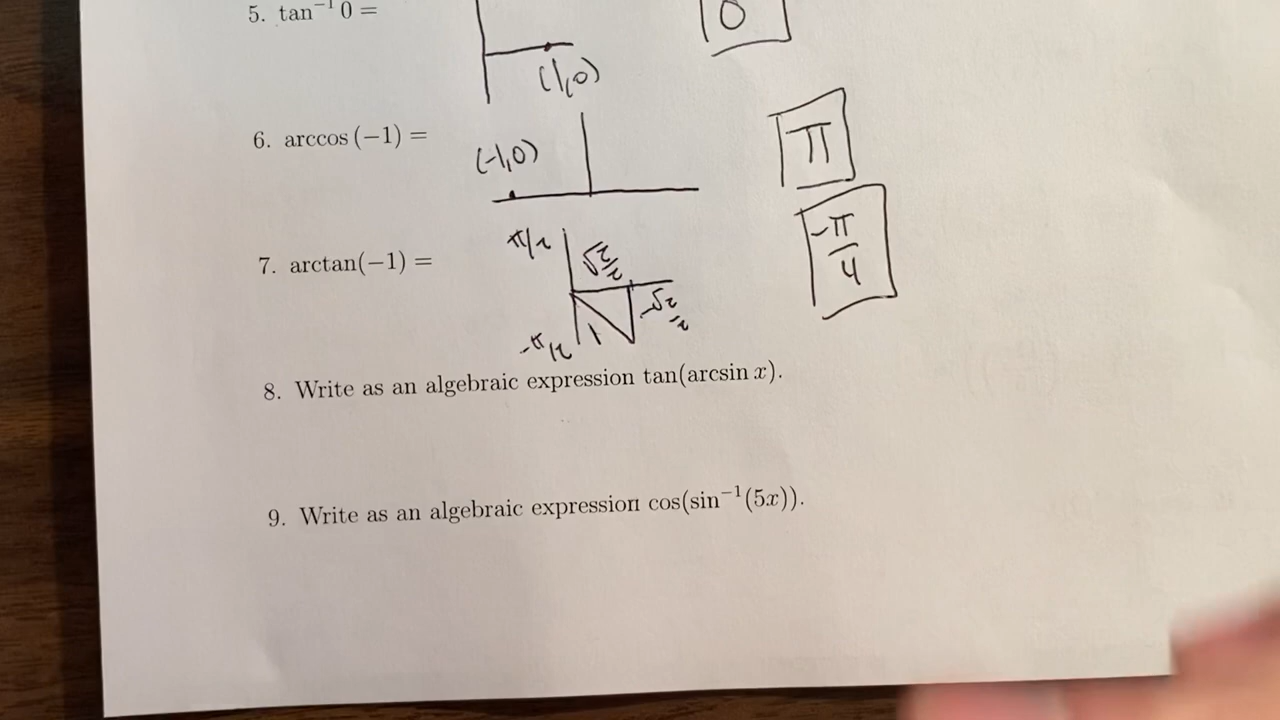 5. tan⁻¹ 0 =
0
(1,0)
6. arccos (−1) =
(-1,0)
π
7. arctan(−1) =
π/2
√2/2
-√2/2
-π/2
1
-π/4
8. Write as an algebraic expression tan(arcsin x).
9. Write as an algebraic expression cos(sin⁻¹(5x)).